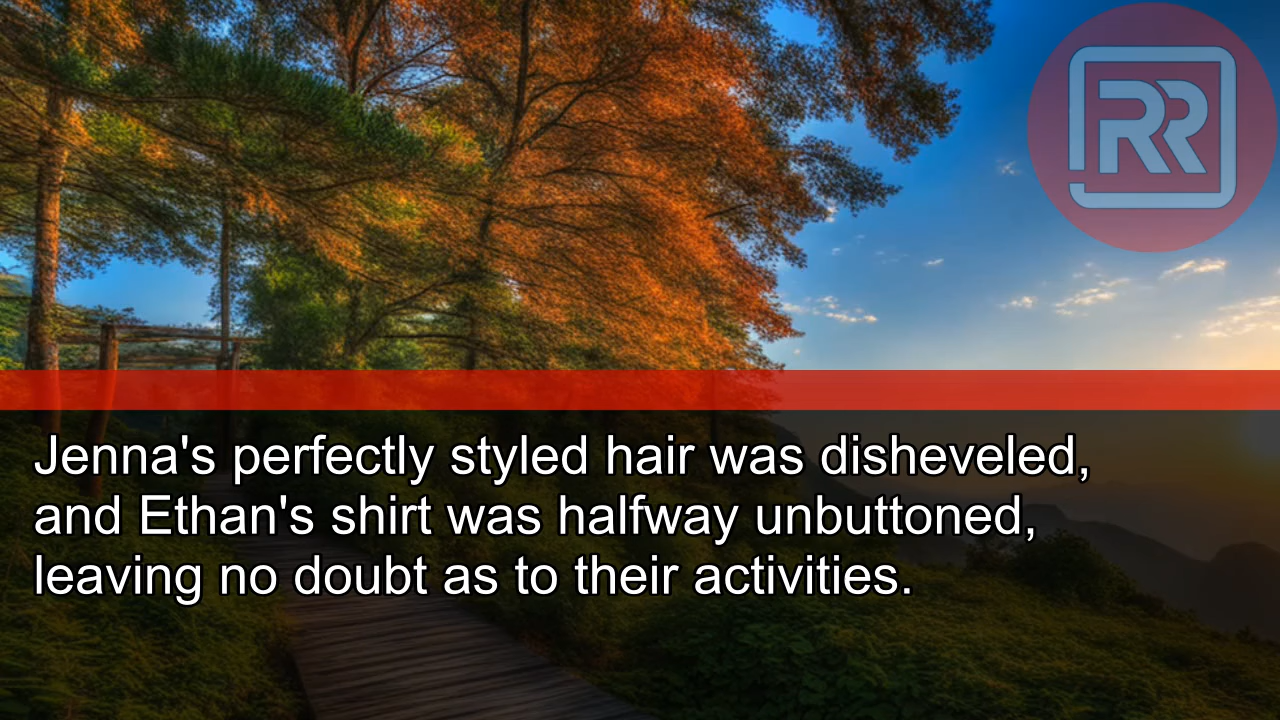 RR
Jenna's perfectly styled hair was disheveled,
and Ethan's shirt was halfway unbuttoned,
leaving no doubt as to their activities.